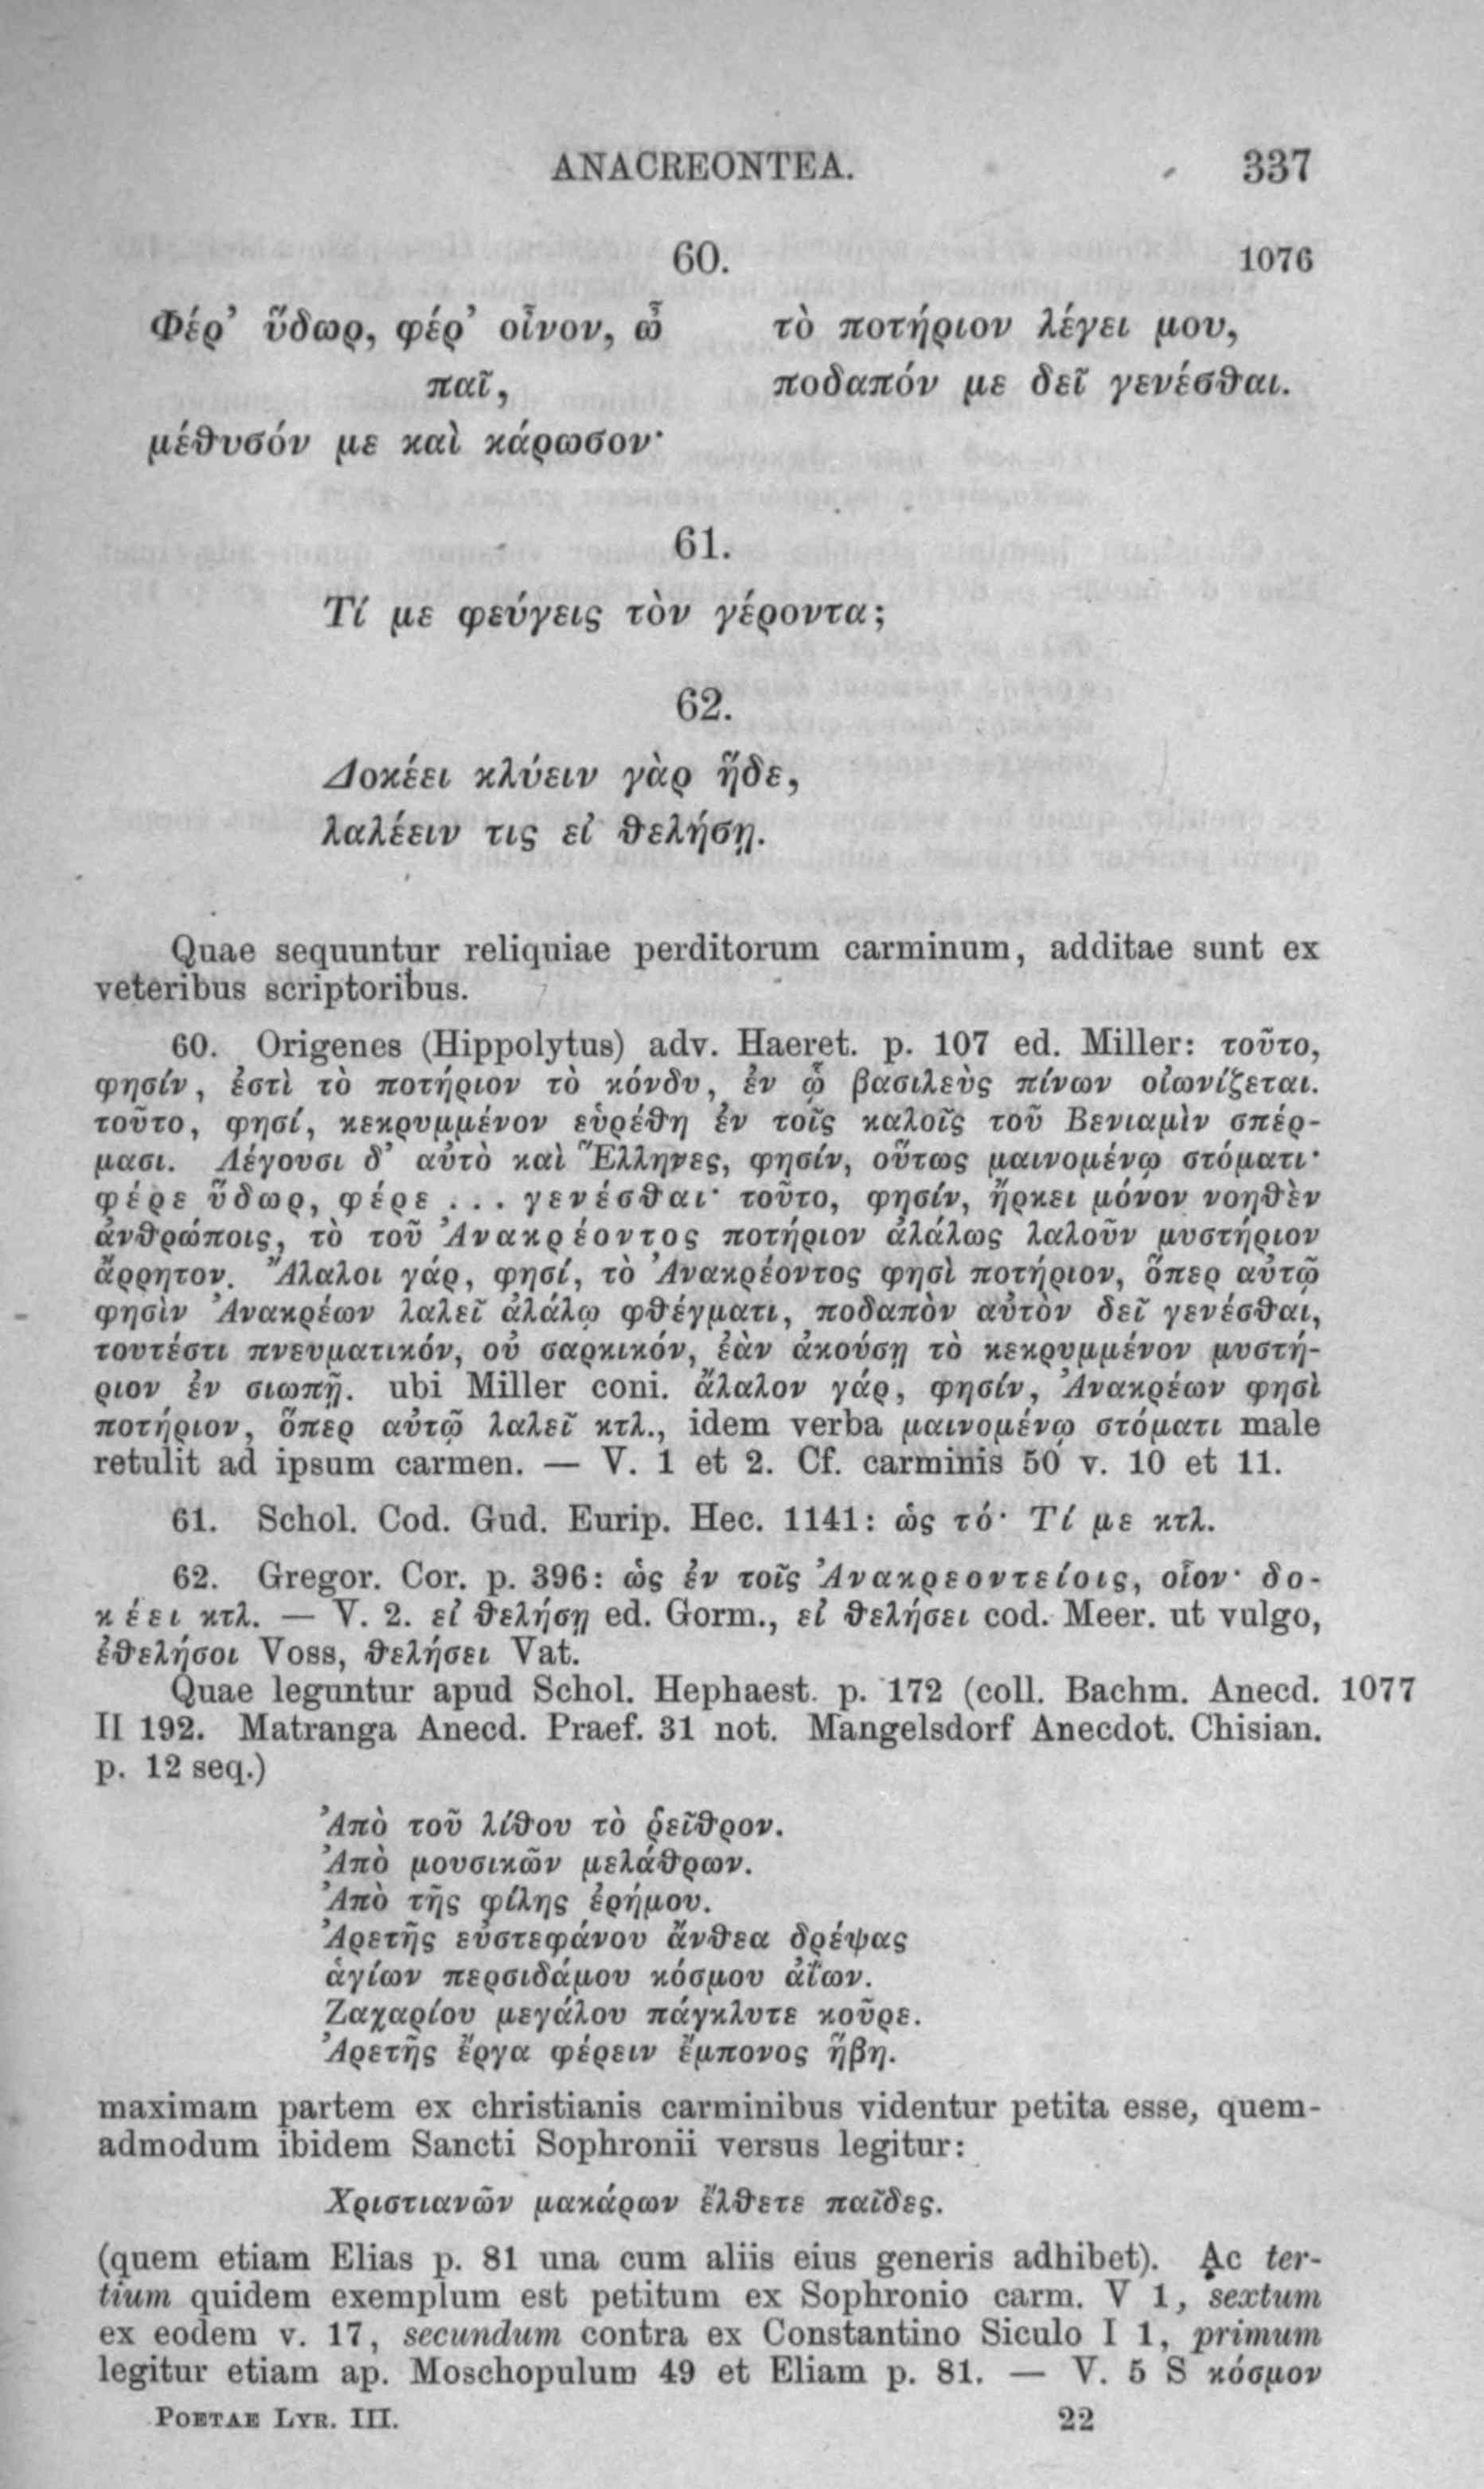 ANACREONTEA. 337
60. 1076
Φέρ’ ὕδωρ, φέρ’ οἶνον, ὦ
παῖ,
μέθυσόν με καὶ κάρωσον·
τὸ ποτήριον λέγει μου,
ποδαπόν με δεῖ γενέσθαι.
61.
Τί με φεύγεις τὸν γέροντα;
62.
Δοκέει κλύειν γὰρ ἥδε,
λαλέειν τις εἰ θελήσῃ.
Quae sequuntur reliquiae perditorum carminum, additae sunt ex
veteribus scriptoribus.
60. Origenes (Hippolytus) adv. Haeret. p. 107 ed. Miller: τοῦτο,
φησίν, ἐστὶ τὸ ποτήριον τὸ κόνδυ, ἐν ᾧ βασιλεὺς πίνων οἰωνίζεται.
τοῦτο, φησί, κεκρυμμένον εὑρέθη ἐν τοῖς καλοῖς τοῦ Βενιαμὶν σπέρ-
μασι. Λέγουσι δ’ αὐτὸ καὶ Ἕλληνες, φησίν, οὕτως μαινομένῳ στόματι·
φέρε ὕδωρ, φέρε ... γενέσθαι· τοῦτο, φησίν, ἤρκει μόνον νοηθὲν
ἀνθρώποις, τὸ τοῦ Ἀνακρέοντος ποτήριον ἀλάλως λαλοῦν μυστήριον
ἄρρητον. Ἄλαλοι γάρ, φησί, τὸ Ἀνακρέοντος φησὶ ποτήριον, ὅπερ αὐτῷ
φησὶν Ἀνακρέων λαλεῖ ἀλάλῳ φθέγματι, ποδαπὸν αὐτὸν δεῖ γενέσθαι,
τουτέστι πνευματικόν, οὐ σαρκικόν, ἐὰν ἀκούσῃ τὸ κεκρυμμένον μυστή-
ριον ἐν σιωπῇ. ubi Miller coni. ἄλαλον γάρ, φησίν, Ἀνακρέων φησὶ
ποτήριον, ὅπερ αὐτῷ λαλεῖ κτλ., idem verba μαινομένῳ στόματι male
retulit ad ipsum carmen. — V. 1 et 2. Cf. carminis 50 v. 10 et 11.
61. Schol. Cod. Gud. Eurip. Hec. 1141: ὡς τό· Τί με κτλ.
62. Gregor. Cor. p. 396: ὡς ἐν τοῖς Ἀνακρεοντείοις, οἷον· δο-
κέει κτλ. — V. 2. εἰ θελήσῃ ed. Gorm., εἰ θελήσει cod. Meer. ut vulgo,
ἐθελήσοι Voss, θελήσει Vat.
Quae leguntur apud Schol. Hephaest. p. 172 (coll. Bachm. Anecd. 1077
II 192. Matranga Anecd. Praef. 31 not. Mangelsdorf Anecdot. Chisian.
p. 12 seq.)
Ἀπὸ τοῦ λίθου τὸ ῥεῖθρον.
Ἀπὸ μουσικῶν μελάθρων.
Ἀπὸ τῆς φίλης ἐρήμου.
Ἀρετῆς εὐστεφάνου ἄνθεα δρέψας
ἁγίων περσιδάμου κόσμου ἀΐων.
Ζαχαρίου μεγάλου πάγκλυτε κοῦρε.
Ἀρετῆς ἔργα φέρειν ἔμπονος ἥβη.
maximam partem ex christianis carminibus videntur petita esse, quem-
admodum ibidem Sancti Sophronii versus legitur:
Χριστιανῶν μακάρων ἔλθετε παῖδες.
(quem etiam Elias p. 81 una cum aliis eius generis adhibet). Ac ter-
tium quidem exemplum est petitum ex Sophronio carm. V 1, sextum
ex eodem v. 17, secundum contra ex Constantino Siculo I 1, primum
legitur etiam ap. Moschopulum 49 et Eliam p. 81. — V. 5 S κόσμον
POETAE LYR. III. 22